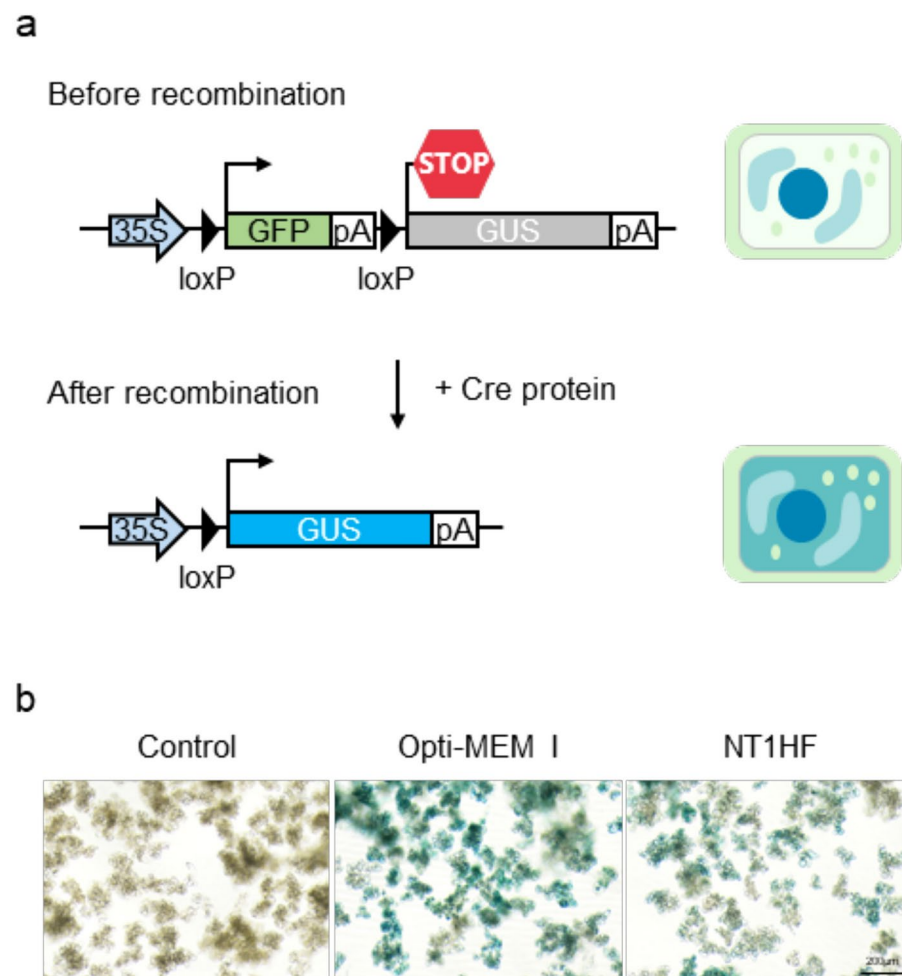 a
Before recombination
STOP
35S GFP pA GUS pA
loxP loxP
After recombination + Cre protein
35S GUS pA
loxP
b
Control Opti-MEM I NT1HF
200μm